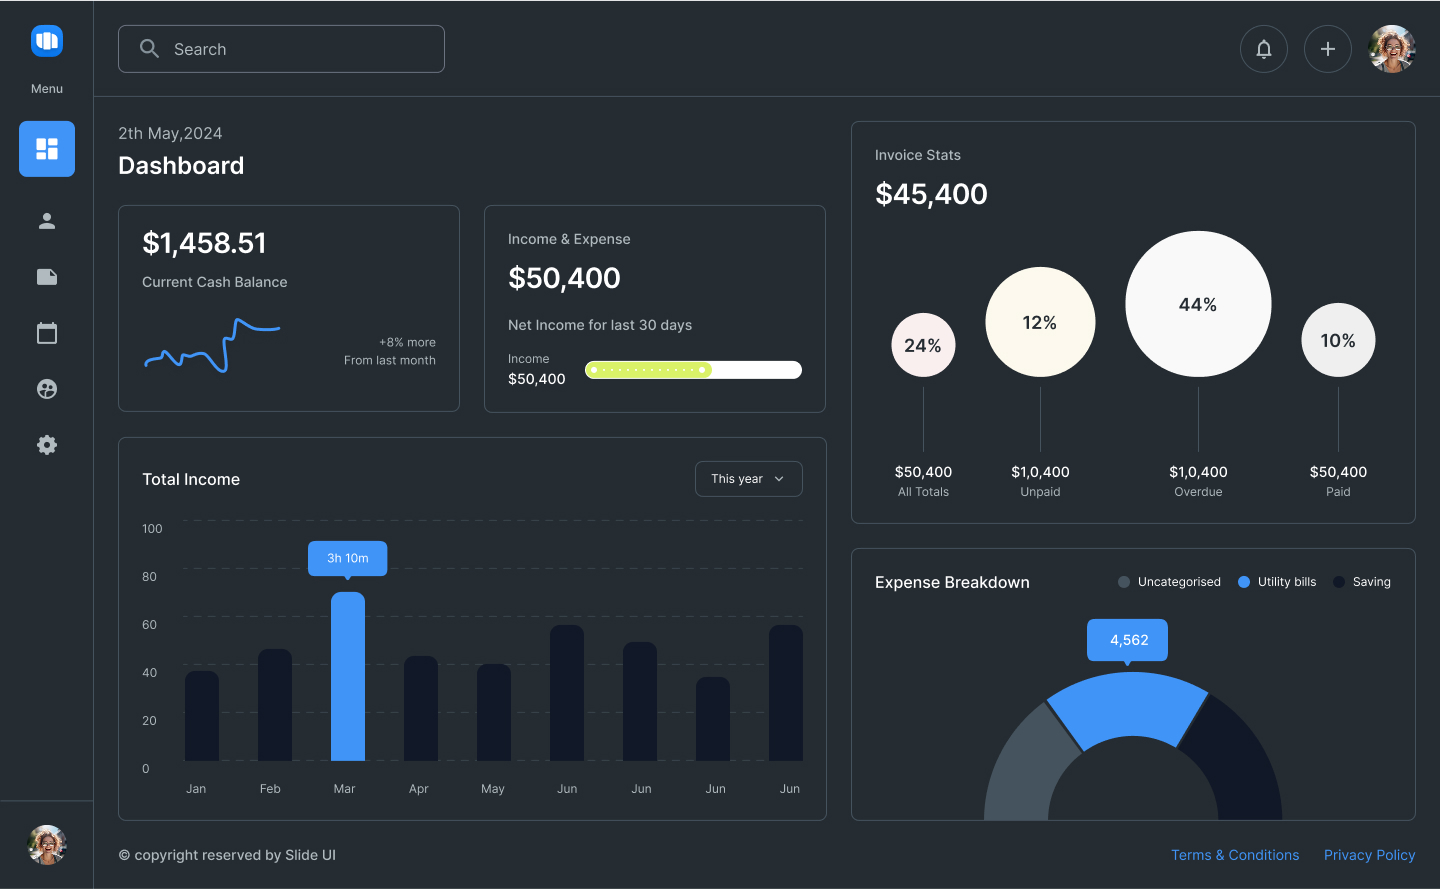 Menu
Search
2th May,2024
Dashboard
$1,458.51
Current Cash Balance
+8% more
From last month
Income & Expense
$50,400
Net Income for last 30 days
Income
$50,400
Invoice Stats
$45,400
24%
12%
44%
10%
$50,400
All Totals
$1,0,400
Unpaid
$1,0,400
Overdue
$50,400
Paid
Total Income
This year
100
80
60
40
20
0
3h 10m
Jan
Feb
Mar
Apr
May
Jun
Jun
Jun
Jun
Expense Breakdown
Uncategorised
Utility bills
Saving
4,562
© copyright reserved by Slide UI
Terms & Conditions
Privacy Policy